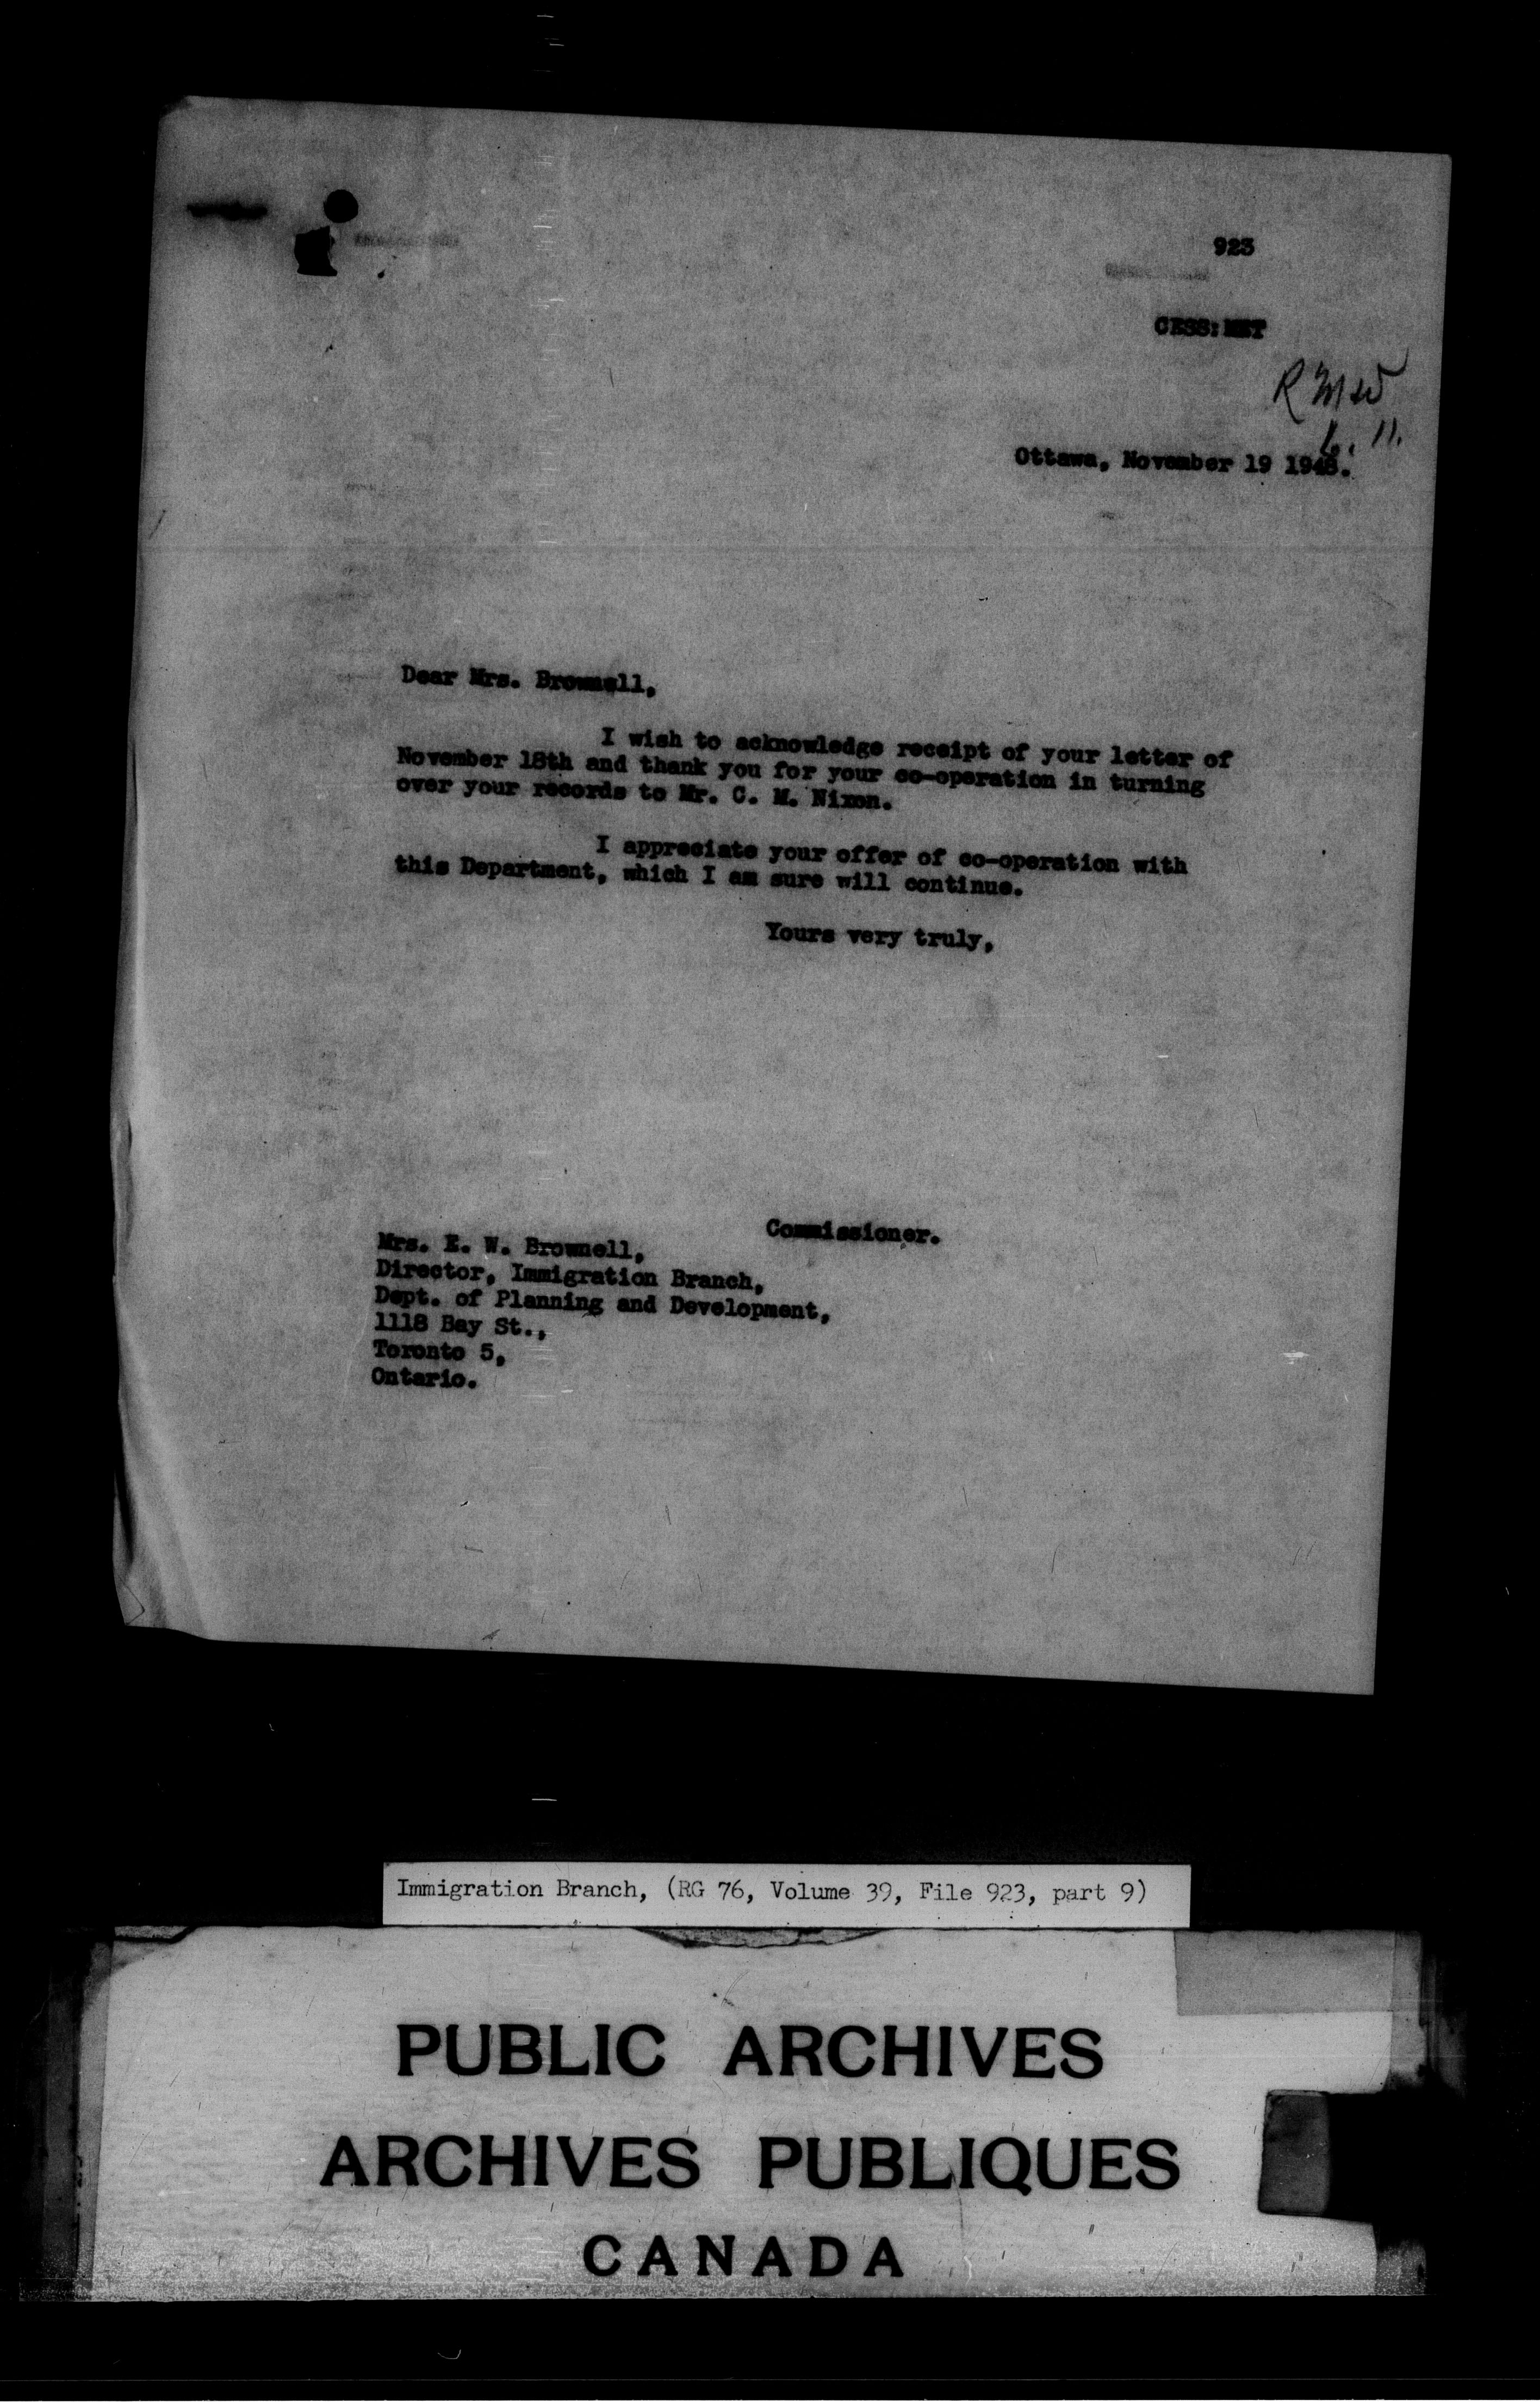 923
CESS:MET
RMW
6. 11.
Ottawa, November 19 1948.
Dear Mrs. Brownell,
I wish to acknowledge receipt of your letter of
November 18th and thank you for your co-operation in turning
over your records to Mr. C. M. Nixon.
I appreciate your offer of co-operation with
this Department, which I am sure will continue.
Yours very truly,
Commissioner.
Mrs. E. W. Brownell,
Director, Immigration Branch,
Dept. of Planning and Development,
1118 Bay St.,
Toronto 5,
Ontario.
Immigration Branch, (RG 76, Volume 39, File 923, part 9)
PUBLIC ARCHIVES
ARCHIVES PUBLIQUES
CANADA